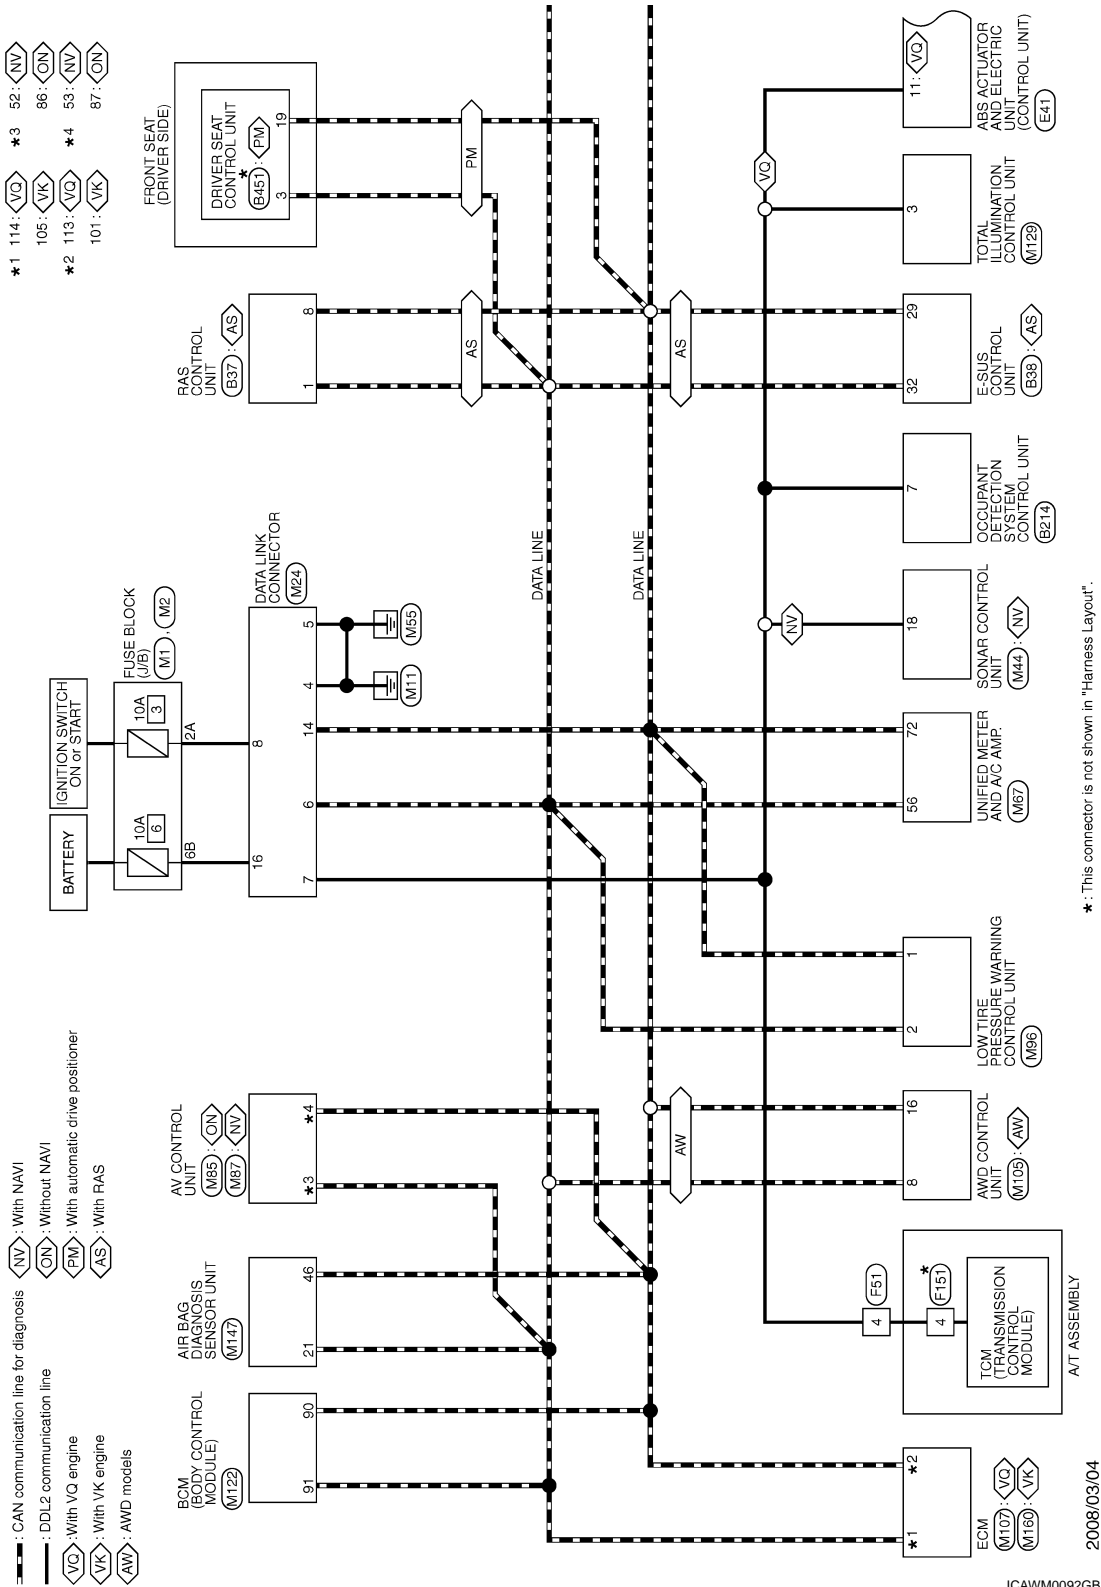 : CAN communication line for diagnosis
: DDL2 communication line
VQ : With VQ engine
VK : With VK engine
AW : AWD models
NV : With NAVI
ON : Without NAVI
PM : With automatic drive positioner
AS : With RAS
★1 114 : VQ
105 : VK
★2 113 : VQ
101 : VK
★3 52 : NV
86 : ON
★4 53 : NV
87 : ON
BATTERY
IGNITION SWITCH
ON or START
10A
6
10A
3
FUSE BLOCK
(J/B)
M1 , M2
6B
2A
BCM
(BODY CONTROL
MODULE)
M122
91
90
AIR BAG
DIAGNOSIS
SENSOR UNIT
M147
21
46
AV CONTROL
UNIT
M85 : ON
M87 : NV
★3
★4
16
8
7
6
14
4
5
DATA LINK
CONNECTOR
M24
M11
M55
RAS
CONTROL
UNIT
B37 : AS
1
8
AS
FRONT SEAT
(DRIVER SIDE)
DRIVER SEAT
CONTROL UNIT
★
B451 : PM
3
19
PM
DATA LINE
DATA LINE
AW
AS
NV
VQ
★1
★2
ECM
M107 : VQ
M160 : VK
4
F51
4
★
F151
TCM
(TRANSMISSION
CONTROL
MODULE)
A/T ASSEMBLY
8
16
AWD CONTROL
UNIT
M105 : AW
2
1
LOW TIRE
PRESSURE WARNING
CONTROL UNIT
M96
56
72
UNIFIED METER
AND A/C AMP.
M67
18
SONAR CONTROL
UNIT
M44 : NV
7
OCCUPANT
DETECTION
SYSTEM
CONTROL UNIT
B214
32
29
E-SUS
CONTROL
UNIT
B38 : AS
3
TOTAL
ILLUMINATION
CONTROL UNIT
M129
11 : VQ
ABS ACTUATOR
AND ELECTRIC
UNIT
(CONTROL UNIT)
E41
★ : This connector is not shown in "Harness Layout".
2008/03/04
JCAWM0092GB